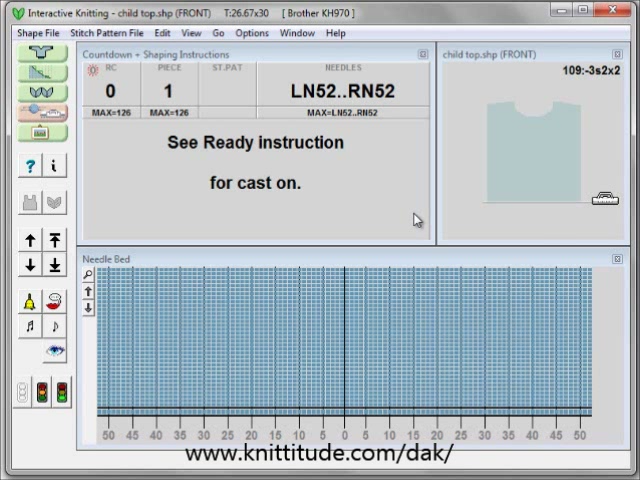 Interactive Knitting - child top.shp (FRONT) T:26.67x30 [ Brother KH970 ]
Shape File Stitch Pattern File Edit View Go Options Window Help
Countdown + Shaping Instructions
RC PIECE ST.PAT NEEDLES
0 1 LN52..RN52
MAX=126 MAX=126 MAX=LN52..RN52
See Ready instruction
for cast on.
child top.shp (FRONT)
109:-3s2x2
Needle Bed
50 45 40 35 30 25 20 15 10 5 0 5 10 15 20 25 30 35 40 45 50
www.knittitude.com/dak/